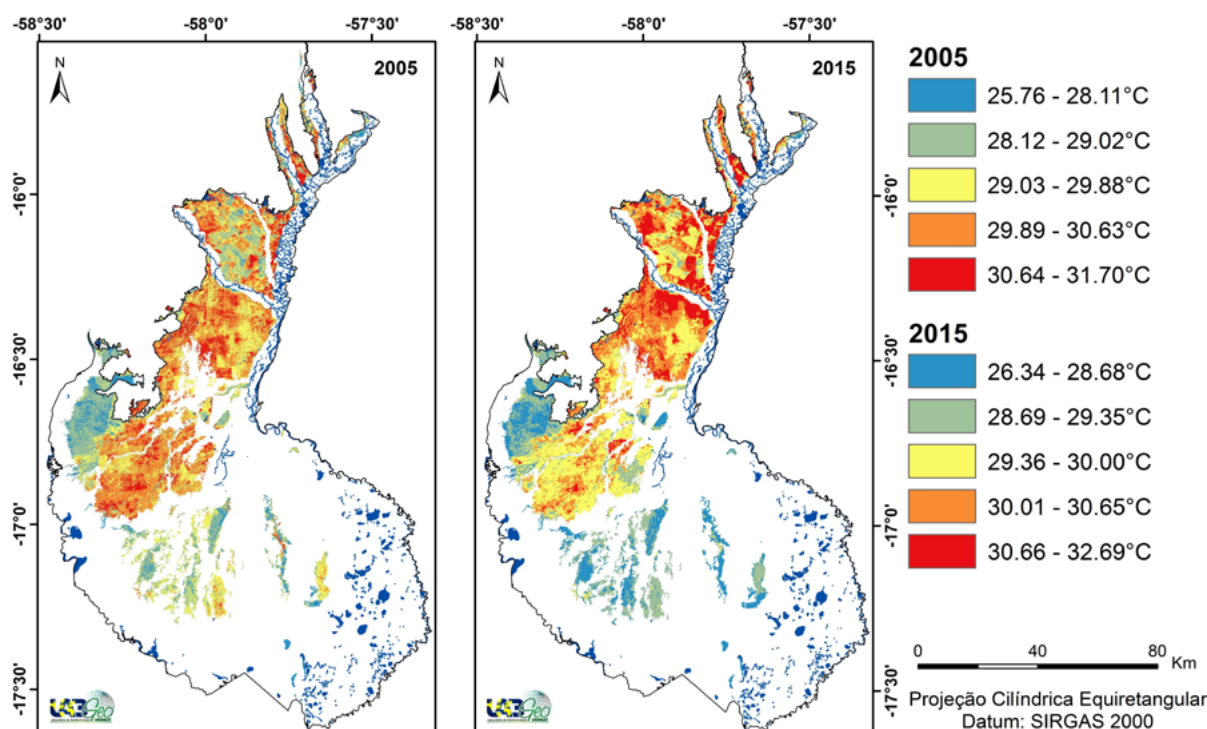 -58°30'
-58°0'
-57°30'
-58°30'
-58°0'
-57°30'
N
2005
N
2015
-16°0'
-16°30'
-17°0'
-17°30'
-16°0'
-16°30'
-17°0'
-17°30'
Geo
Geo
2005
25.76 - 28.11°C
28.12 - 29.02°C
29.03 - 29.88°C
29.89 - 30.63°C
30.64 - 31.70°C
2015
26.34 - 28.68°C
28.69 - 29.35°C
29.36 - 30.00°C
30.01 - 30.65°C
30.66 - 32.69°C
0 40 80
Km
Projeção Cilíndrica Equiretangular
Datum: SIRGAS 2000